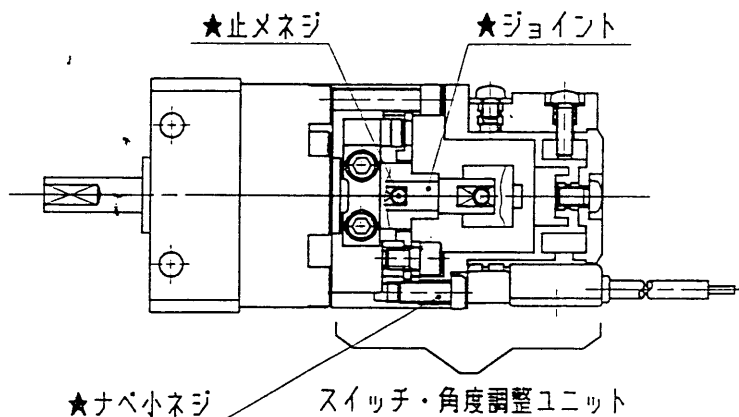 ★止メネジ
★ジョイント
★ナベ小ネジ
スイッチ・角度調整ユニット